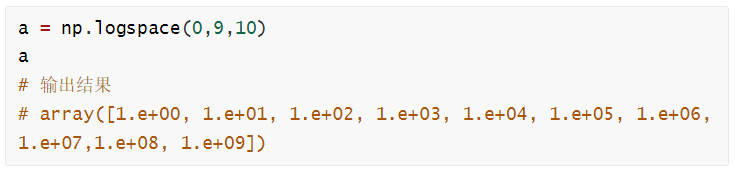 a = np.logspace(0,9,10)
a
# 输出结果
# array([1.e+00, 1.e+01, 1.e+02, 1.e+03, 1.e+04, 1.e+05, 1.e+06,
1.e+07,1.e+08, 1.e+09])